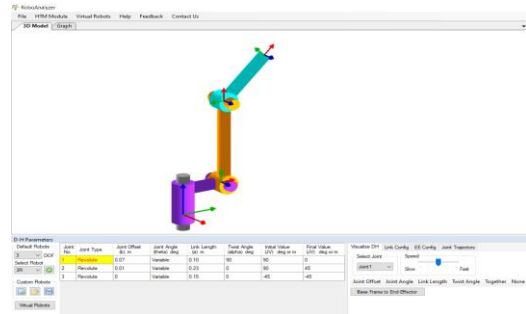 RoboAnalyzer
File HTM Module Virtual Robots Help Feedback Contact Us
3D Model Graph
D-H Parameters
Default Robots
3 DOF
Select Robot
3R
Custom Robots
Virtual Robots
Joint No Joint Type Joint Offset (b) m Joint Angle (theta) deg Link Length (a) m Twist Angle (alpha) deg Initial Value (JV) deg or m Final Value (JV) deg or m
1 Revolute 0.07 Variable 0.10 90 90 0
2 Revolute 0.01 Variable 0.23 0 90 45
3 Revolute 0 Variable 0.15 0 -45 -45
Visualize DH Link Config EE Config Joint Trajectory
Select Joint
Joint1
Speed
Slow Fast
Joint Offset Joint Angle Link Length Twist Angle Together None
Base Frame to End Effector